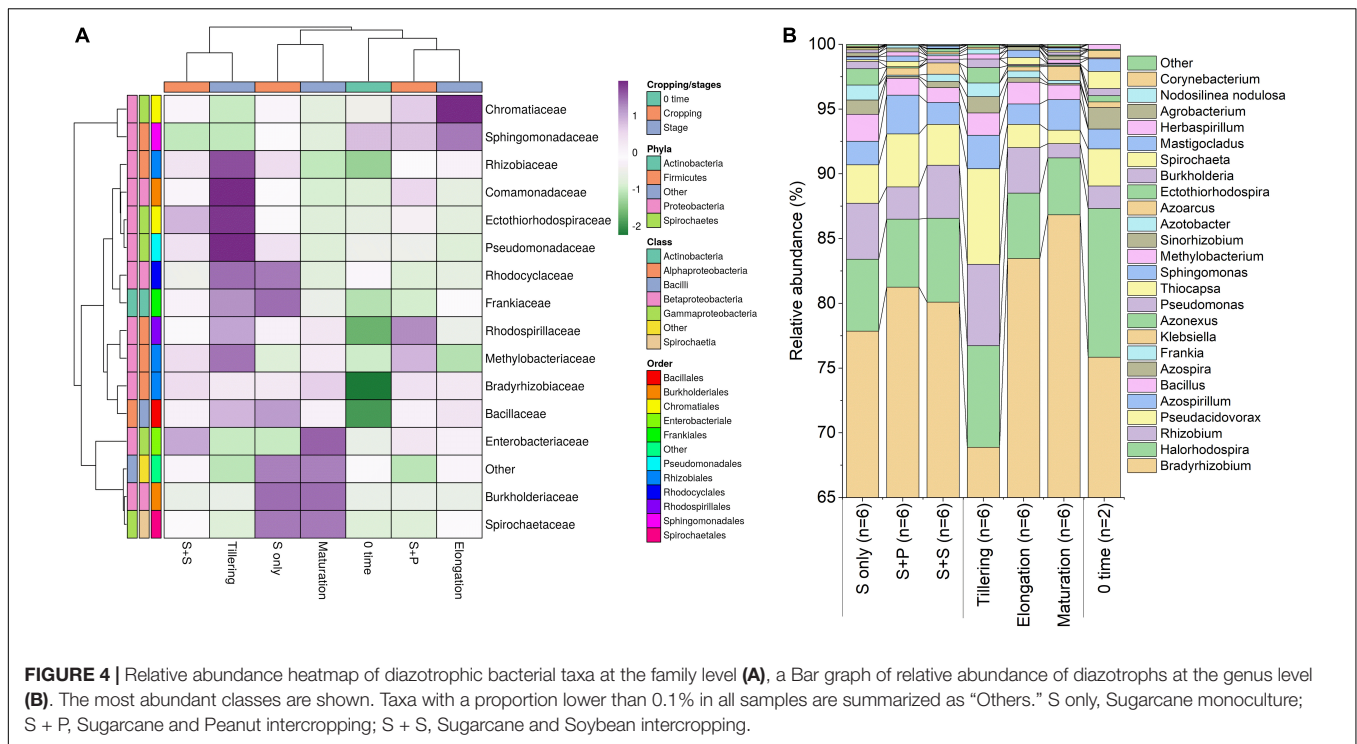 A
Chromatiaceae
Sphingomonadaceae
Rhizobiaceae
Comamonadaceae
Ectothiorhodospiraceae
Pseudomonadaceae
Rhodocyclaceae
Frankiaceae
Rhodospirillaceae
Methylobacteriaceae
Bradyrhizobiaceae
Bacillaceae
Enterobacteriaceae
Other
Burkholderiaceae
Spirochaetaceae
S+S
Tillering
S only
Maturation
0 time
S+P
Elongation
1
0
-1
-2
Cropping/stages
0 time
Cropping
Stage
Phyla
Actinobacteria
Firmicutes
Other
Proteobacteria
Spirochaetes
Class
Actinobacteria
Alphaproteobacteria
Bacilli
Betaproteobacteria
Gammaproteobacteria
Other
Spirochaetia
Order
Bacillales
Burkholderiales
Chromatiales
Enterobacteriale
Frankiales
Other
Pseudomonadales
Rhizobiales
Rhodocyclales
Rhodospirillales
Sphingomonadales
Spirochaetales
B
Relative abundance (%)
100
95
90
85
80
75
70
65
S only (n=6)
S+P (n=6)
S+S (n=6)
Tillering (n=6)
Elongation (n=6)
Maturation (n=6)
0 time (n=2)
Other
Corynebacterium
Nodosilinea nodulosa
Agrobacterium
Herbaspirillum
Mastigocladus
Spirochaeta
Burkholderia
Ectothiorhodospira
Azoarcus
Azotobacter
Sinorhizobium
Methylobacterium
Sphingomonas
Thiocapsa
Pseudomonas
Azonexus
Klebsiella
Frankia
Azospira
Bacillus
Azospirillum
Pseudacidovorax
Rhizobium
Halorhodospira
Bradyrhizobium
FIGURE 4 | Relative abundance heatmap of diazotrophic bacterial taxa at the family level (A), a Bar graph of relative abundance of diazotrophs at the genus level
(B). The most abundant classes are shown. Taxa with a proportion lower than 0.1% in all samples are summarized as “Others.” S only, Sugarcane monoculture;
S + P, Sugarcane and Peanut intercropping; S + S, Sugarcane and Soybean intercropping.